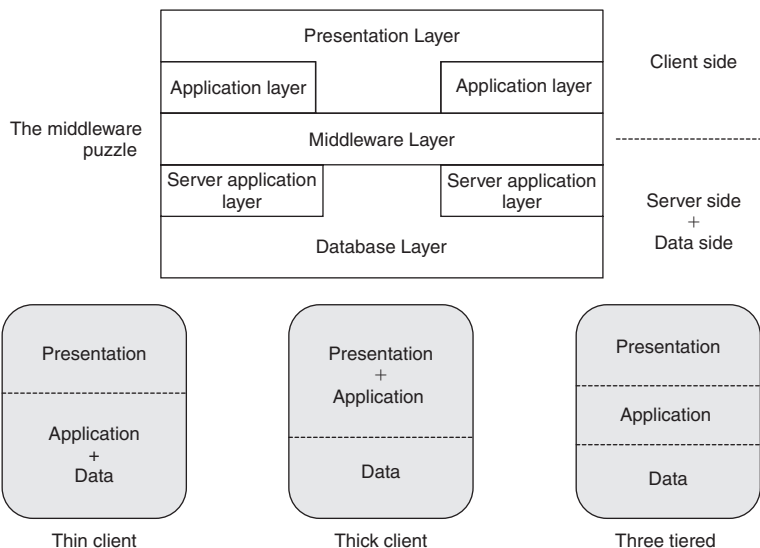 Presentation Layer
Client side
Application layer
Application layer
The middleware
puzzle
Middleware Layer
Server application
layer
Server application
layer
Server side
+
Data side
Database Layer
Presentation
Application
+
Data
Thin client
Presentation
+
Application
Data
Thick client
Presentation
Application
Data
Three tiered